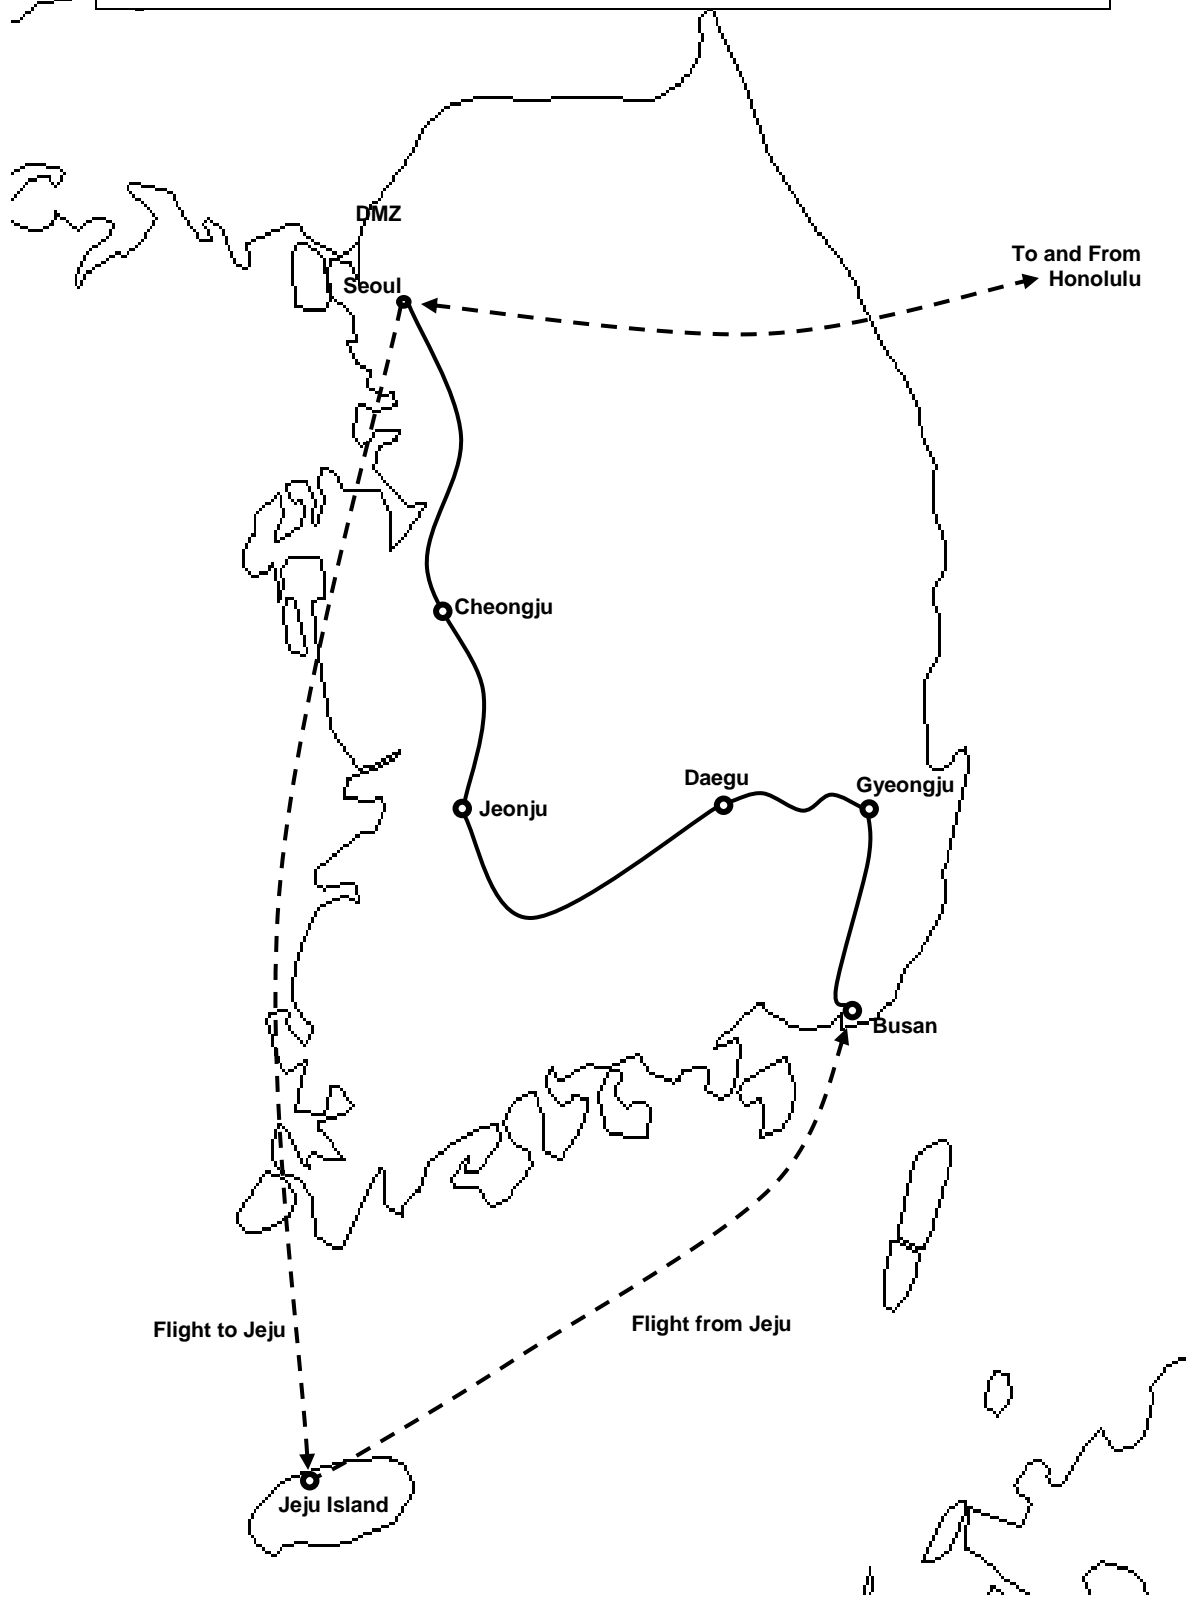 DMZ
To and From
Honolulu
Seoul
Cheongju
Daegu
Gyeongju
Jeonju
Busan
Flight to Jeju
Flight from Jeju
Jeju Island